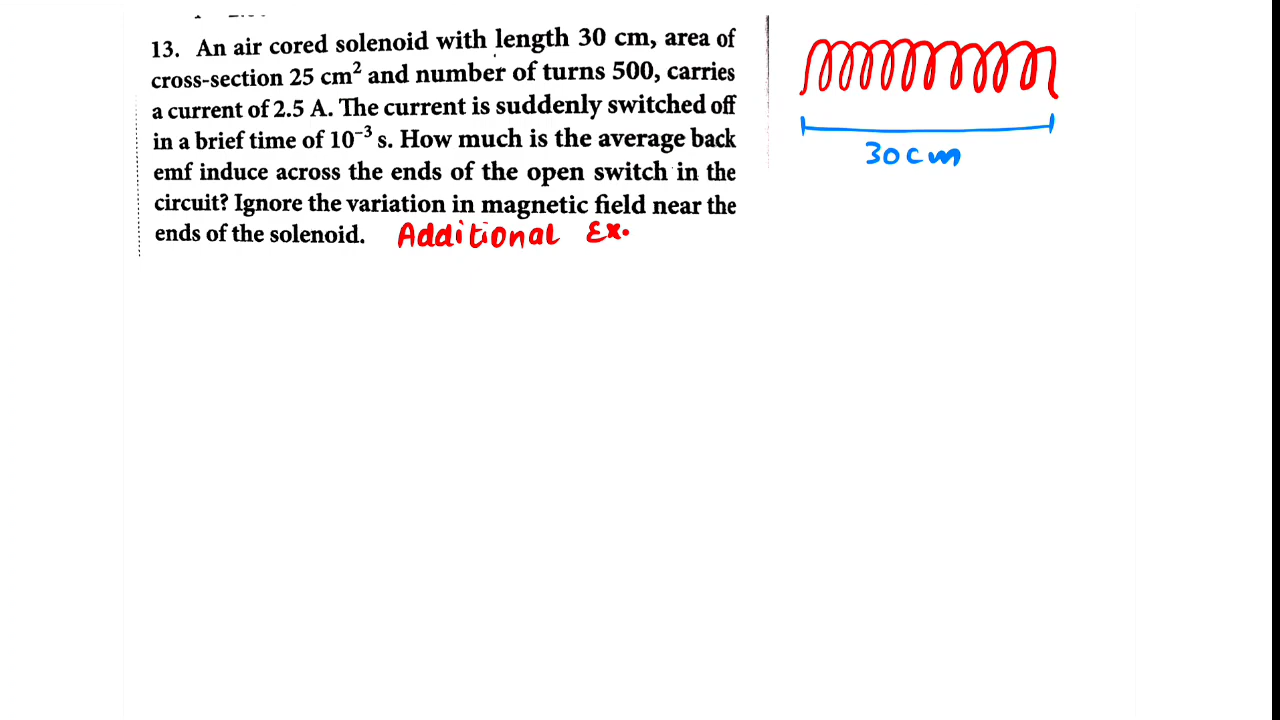 13. An air cored solenoid with length 30 cm, area of
cross-section 25 cm² and number of turns 500, carries
a current of 2.5 A. The current is suddenly switched off
in a brief time of 10⁻³ s. How much is the average back
emf induce across the ends of the open switch in the
circuit? Ignore the variation in magnetic field near the
ends of the solenoid. Additional Ex.
30cm